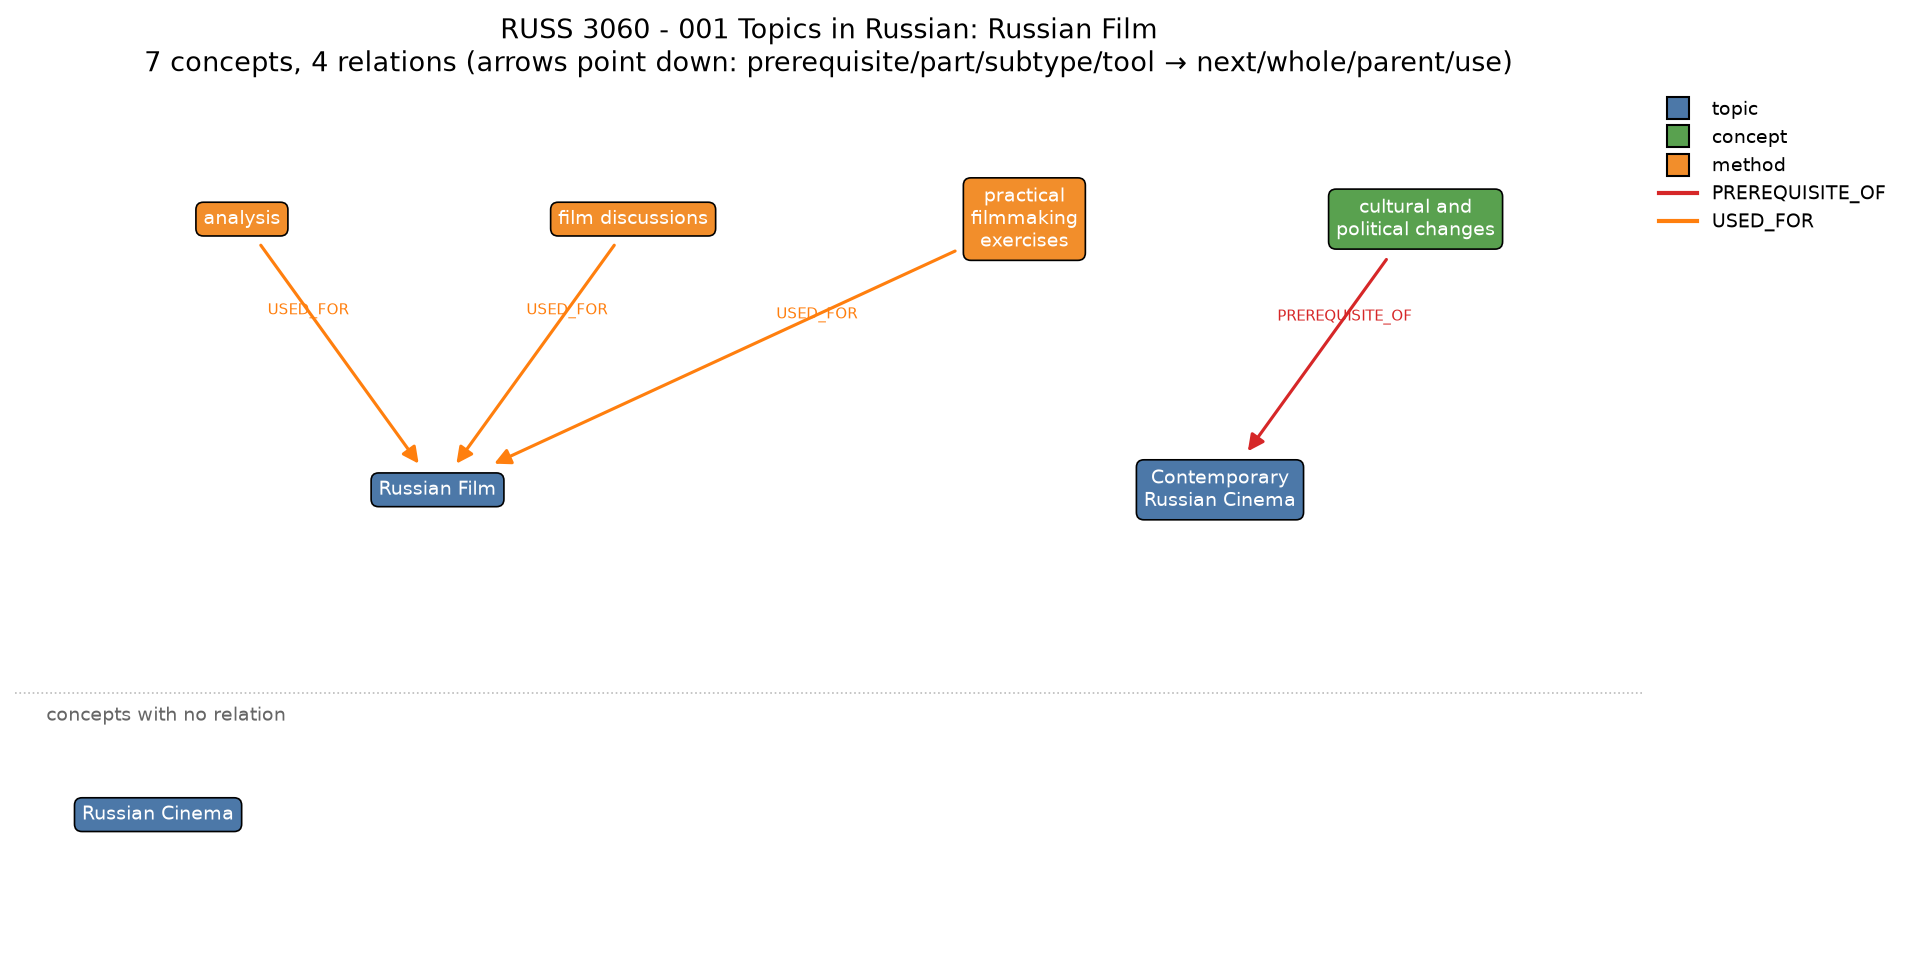 RUSS 3060 - 001 Topics in Russian: Russian Film
7 concepts, 4 relations (arrows point down: prerequisite/part/subtype/tool → next/whole/parent/use)
topic
concept
method
PREREQUISITE_OF
USED_FOR
analysis
film discussions
practical
filmmaking
exercises
cultural and
political changes
USED_FOR
USED_FOR
USED_FOR
PREREQUISITE_OF
Russian Film
Contemporary
Russian Cinema
concepts with no relation
Russian Cinema